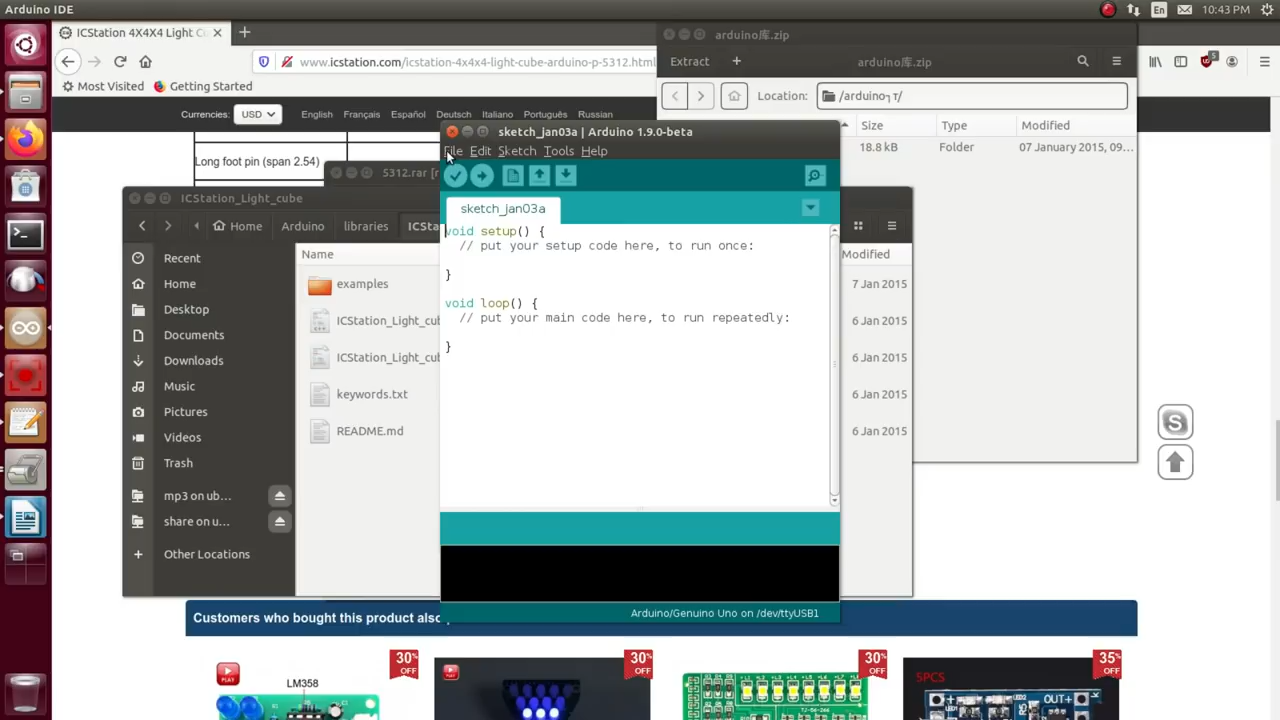 Arduino IDE
En
10:43 PM
ICStation 4X4X4 Light C
www.icstation.com/icstation-4x4x4-light-cube-arduino-p-5312.html
Most Visited
Getting Started
Currencies:
USD
English
Français
Español
Deutsch
Italiano
Português
Russian
Long foot pin (span 2.54)
5312.rar [r
arduino库.zip
Extract
arduino库.zip
Location:
Size
Type
Modified
18.8 kB
Folder
07 January 2015, 09...
ICStation_Light_cube
Home
Arduino
libraries
ICSta
Recent
Home
Desktop
Documents
Downloads
Music
Pictures
Videos
Trash
mp3 on ub...
share on u...
Other Locations
Name
Modified
examples
7 Jan 2015
ICStation_Light_cu
6 Jan 2015
ICStation_Light_cu
6 Jan 2015
keywords.txt
6 Jan 2015
README.md
6 Jan 2015
sketch_jan03a | Arduino 1.9.0-beta
File Edit Sketch Tools Help
sketch_jan03a
void setup() {
// put your setup code here, to run once:
}
void loop() {
// put your main code here, to run repeatedly:
}
Arduino/Genuino Uno on /dev/ttyUSB1
Customers who bought this product also
PLAY
LM358
30%
OFF
PLAY
30%
OFF
30%
OFF
5PCS
OUT+
35%
OFF